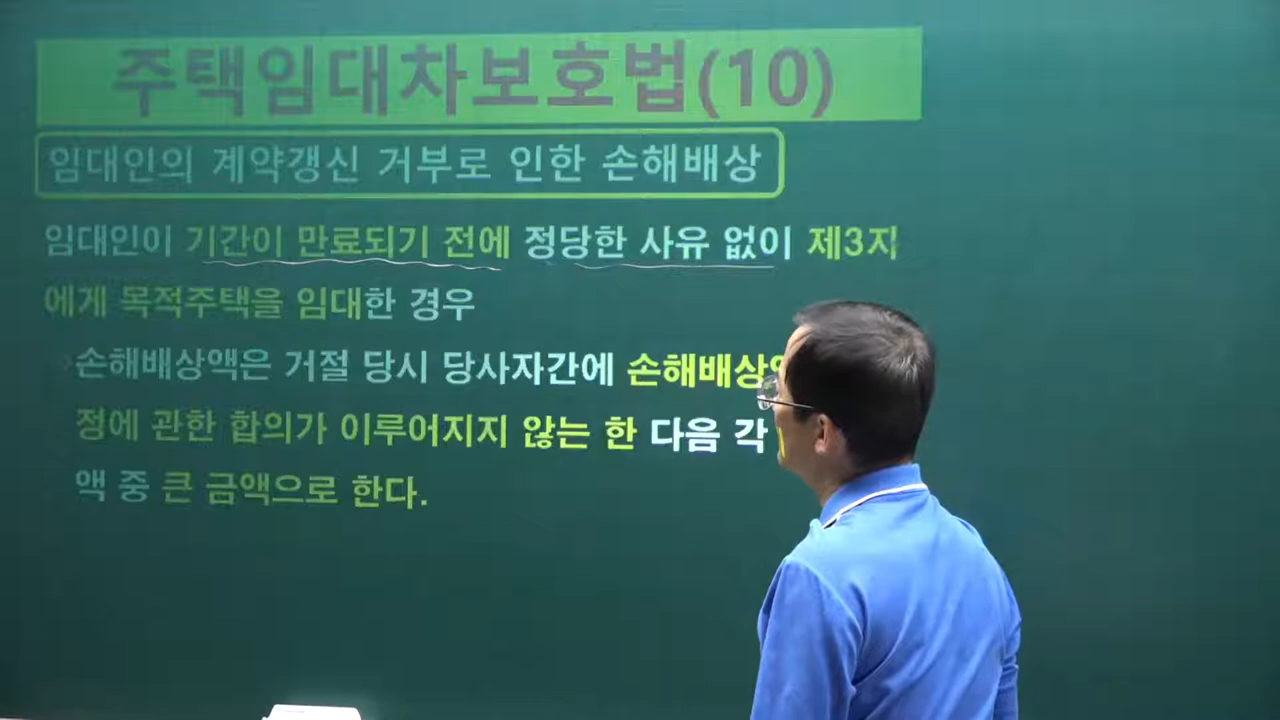 주택임대차보호법(10)
임대인의 계약갱신 거부로 인한 손해배상
임대인이 기간이 만료되기 전에 정당한 사유 없이 제3자
에게 목적주택을 임대한 경우
손해배상액은 거절 당시 당사자간에 손해배상
정에 관한 합의가 이루어지지 않는 한 다음 각
액 중 큰 금액으로 한다.